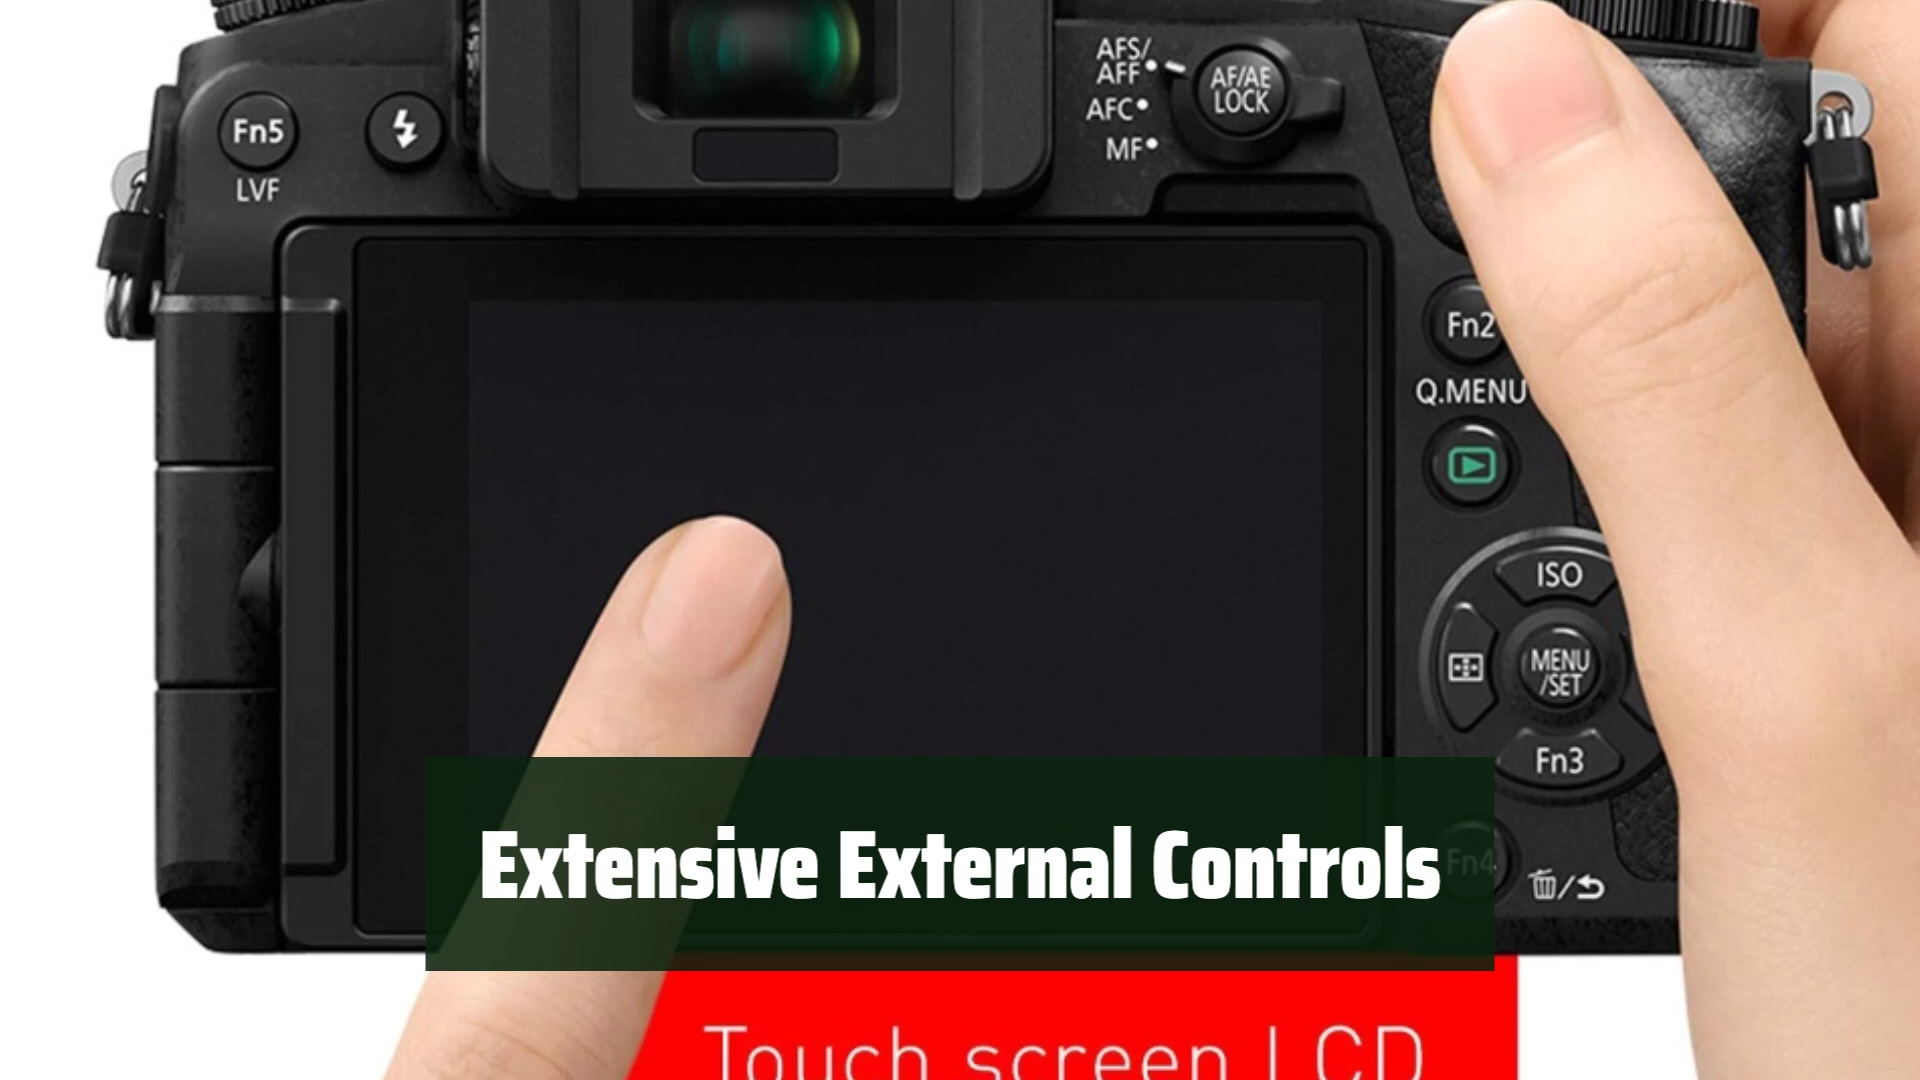 AFS/
AFF
AF/AE
LOCK
AFC
MF
Fn5
LVF
Fn2
Q.MENU
ISO
MENU
/SET
Fn3
Extensive External Controls
Fn4
Touch screen LCD